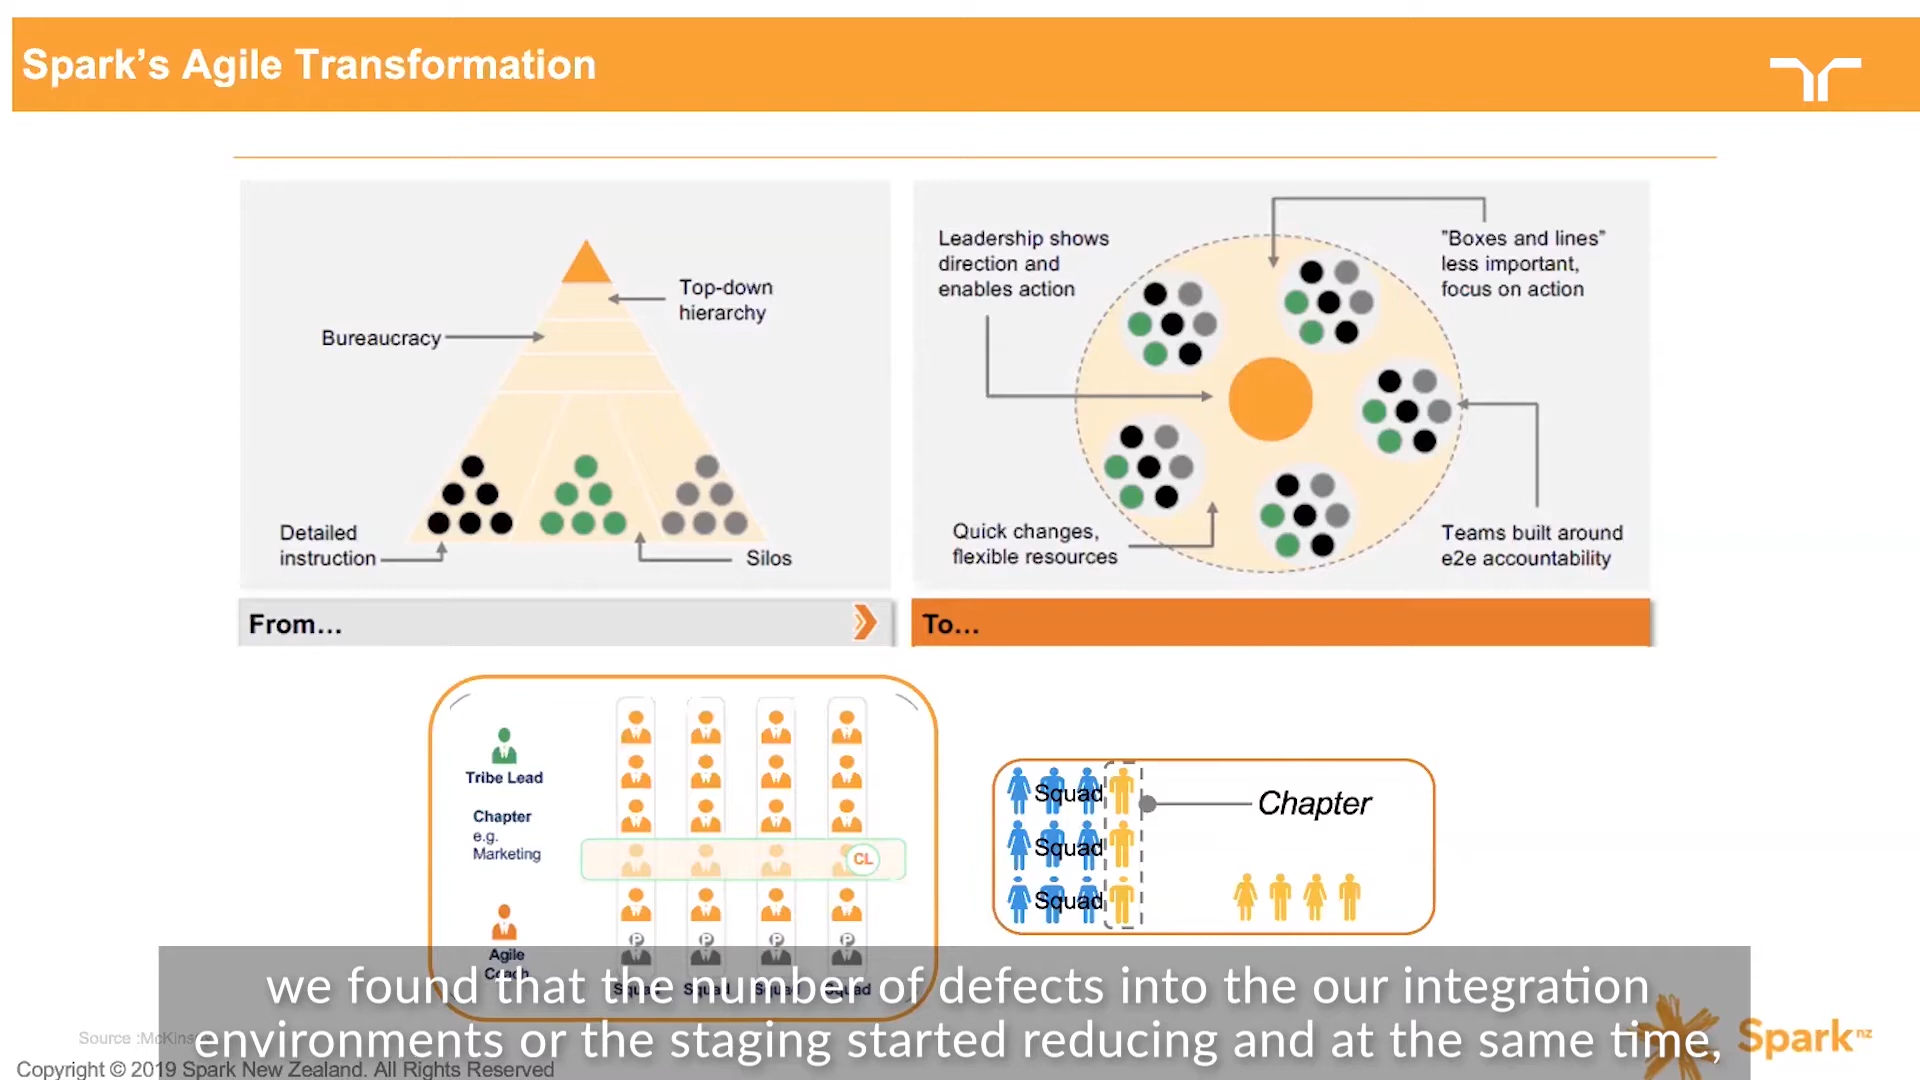 Spark's Agile Transformation
Top-down
hierarchy
Bureaucracy
Detailed
instruction
Silos
From...
Leadership shows
direction and
enables action
"Boxes and lines"
less important,
focus on action
Quick changes,
flexible resources
Teams built around
e2e accountability
To...
Tribe Lead
Chapter
e.g.
Marketing
CL
Agile
Coach
P P P P
Squad Squad Squad Squad
Squad
Squad
Squad
Chapter
we found that the number of defects into the our integration
environments or the staging started reducing and at the same time,
Source :McKinsey
Spark nz
Copyright © 2019 Spark New Zealand. All Rights Reserved